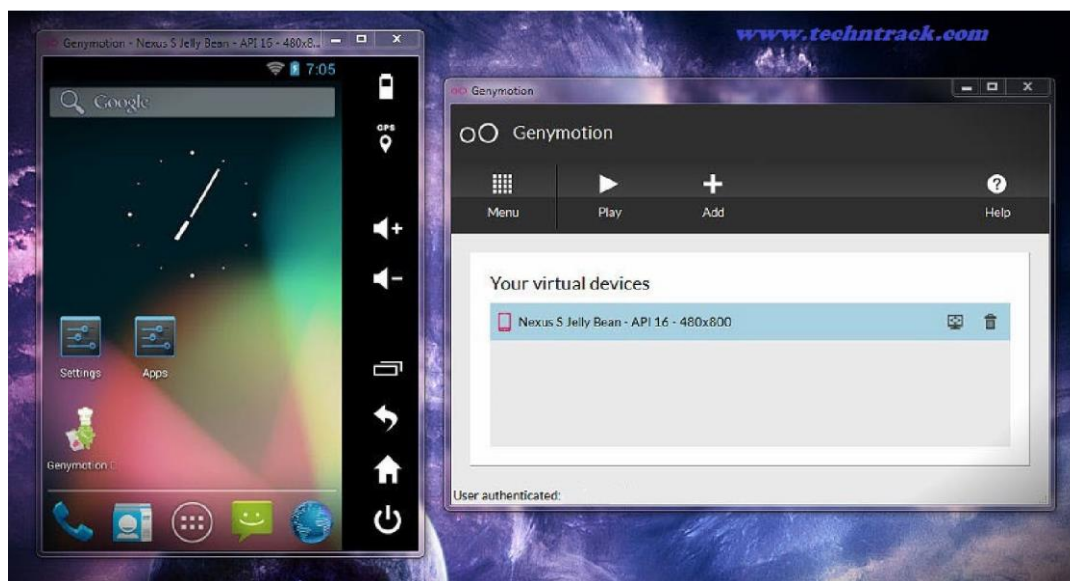 www.techntrack.com
Genymotion - Nexus S Jelly Bean - API 16 - 480x8...
7:05
Google
GPS
Settings
Apps
Genymotion
Genymotion
Genymotion
Menu
Play
Add
Help
Your virtual devices
Nexus S Jelly Bean - API 16 - 480x800
User authenticated: